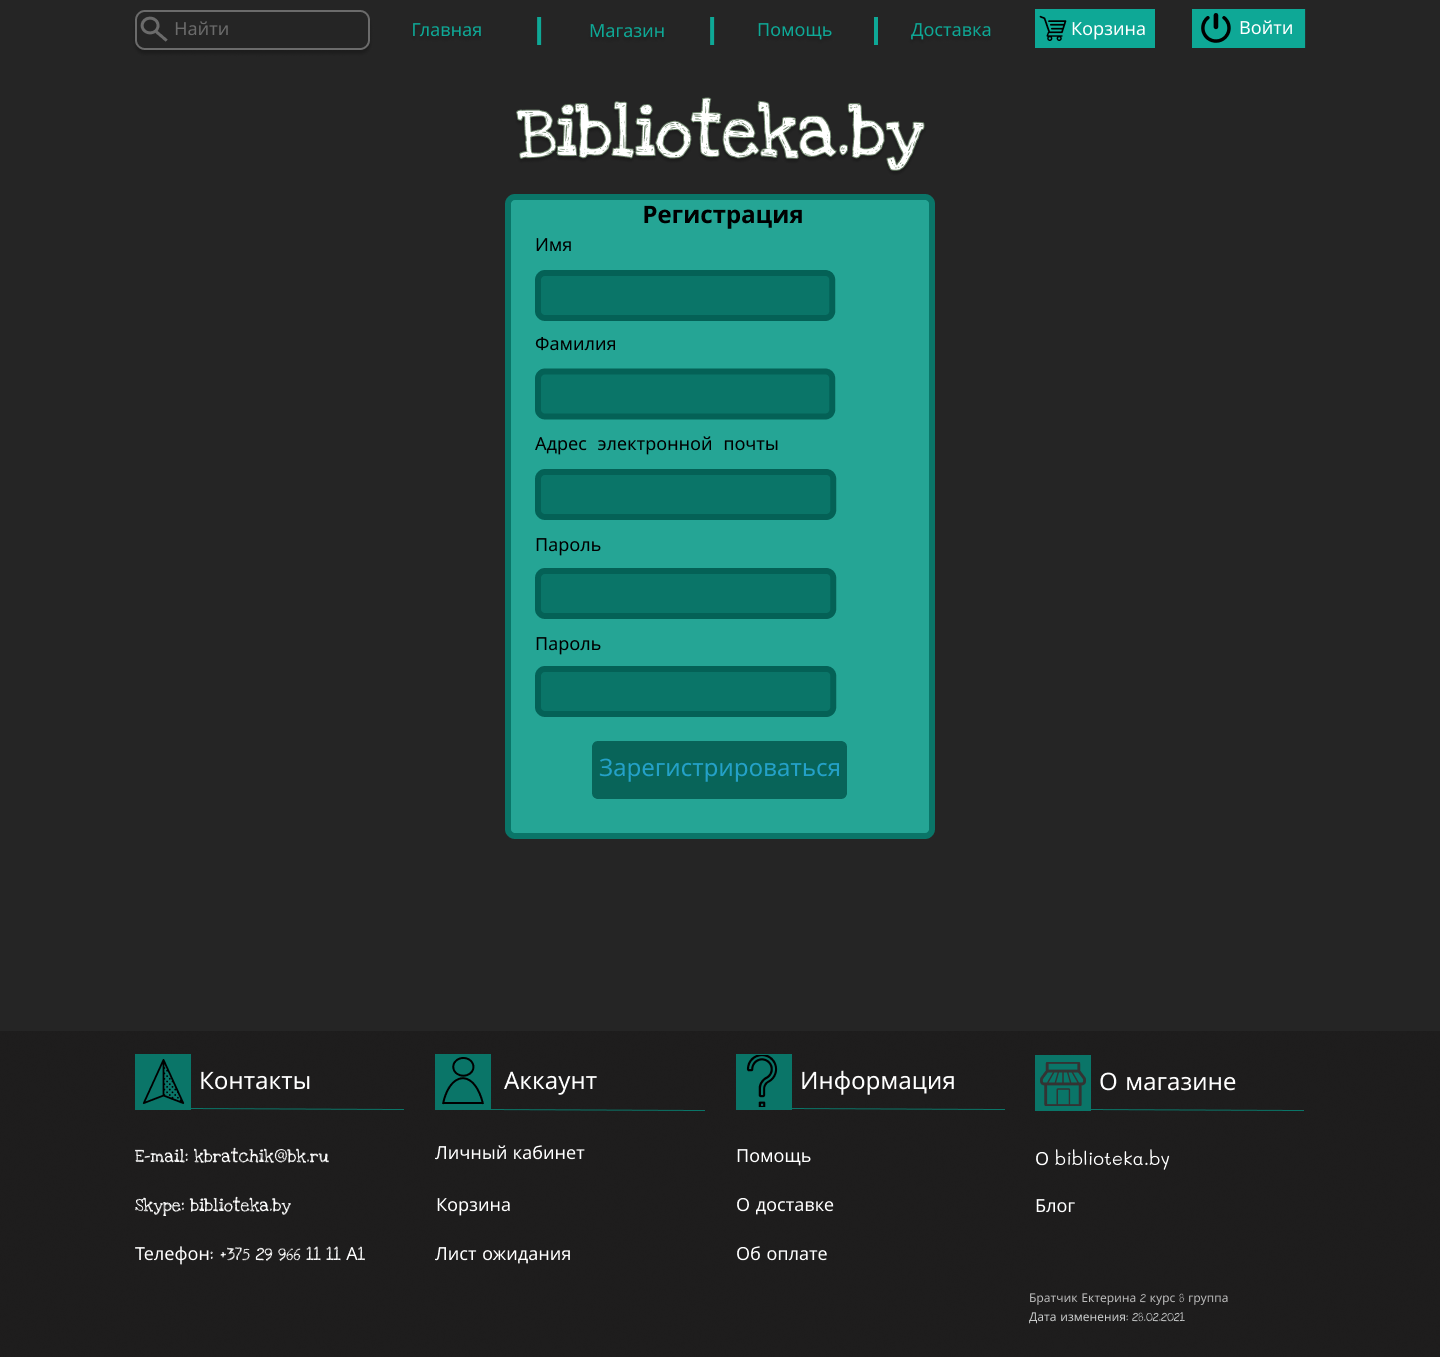 Найти
Главная
Магазин
Помощь
Доставка
Корзина
Войти
Biblioteka.by
Регистрация
Имя
Фамилия
Адрес электронной почты
Пароль
Пароль
Зарегистрироваться
Контакты
Аккаунт
Информация
О магазине
E-mail: kbratchik@bk.ru
Личный кабинет
Помощь
О biblioteka.by
Skype: biblioteka.by
Корзина
О доставке
Блог
Телефон: +375 29 966 11 11 A1
Лист ожидания
Об оплате
Братчик Ектерина 2 курс 8 группа
Дата изменения: 28.02.2021